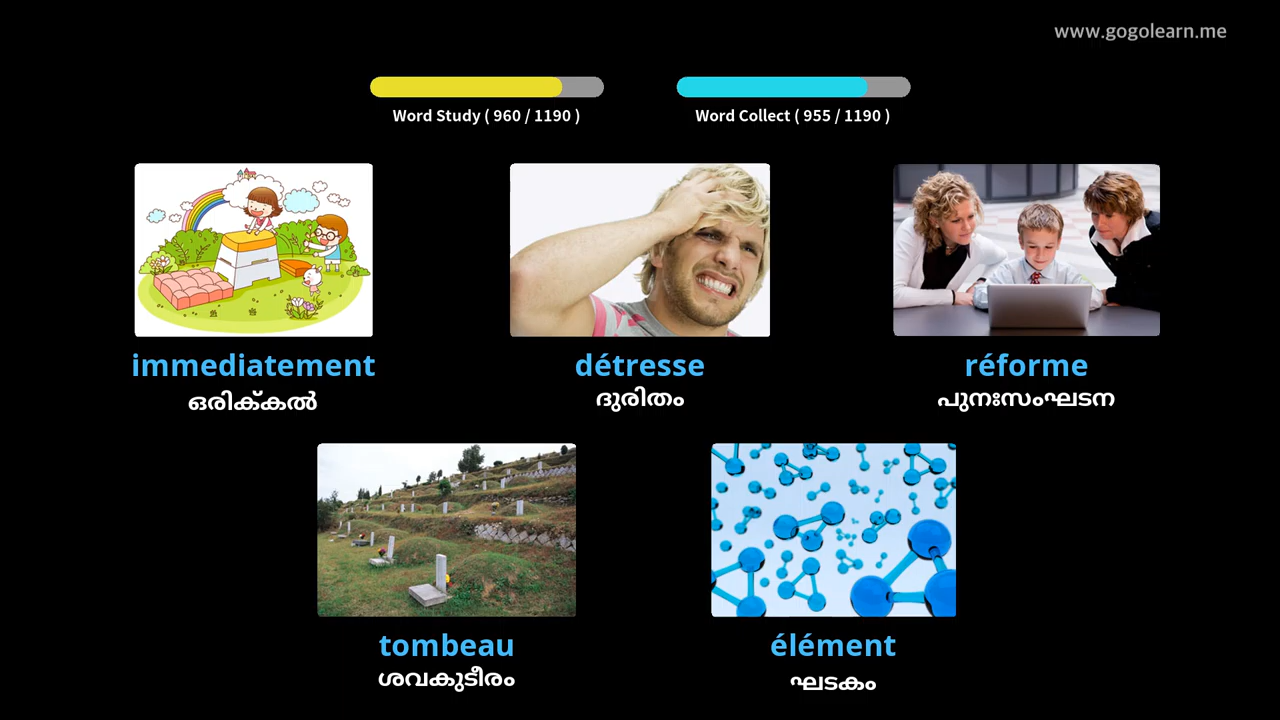 www.gogolearn.me
Word Study ( 960 / 1190 )
Word Collect ( 955 / 1190 )
immediatement
ഒരിക്കൽ
détresse
ദുരിതം
réforme
പുനഃസംഘടന
tombeau
ശവകുടീരം
élément
ഘടകം